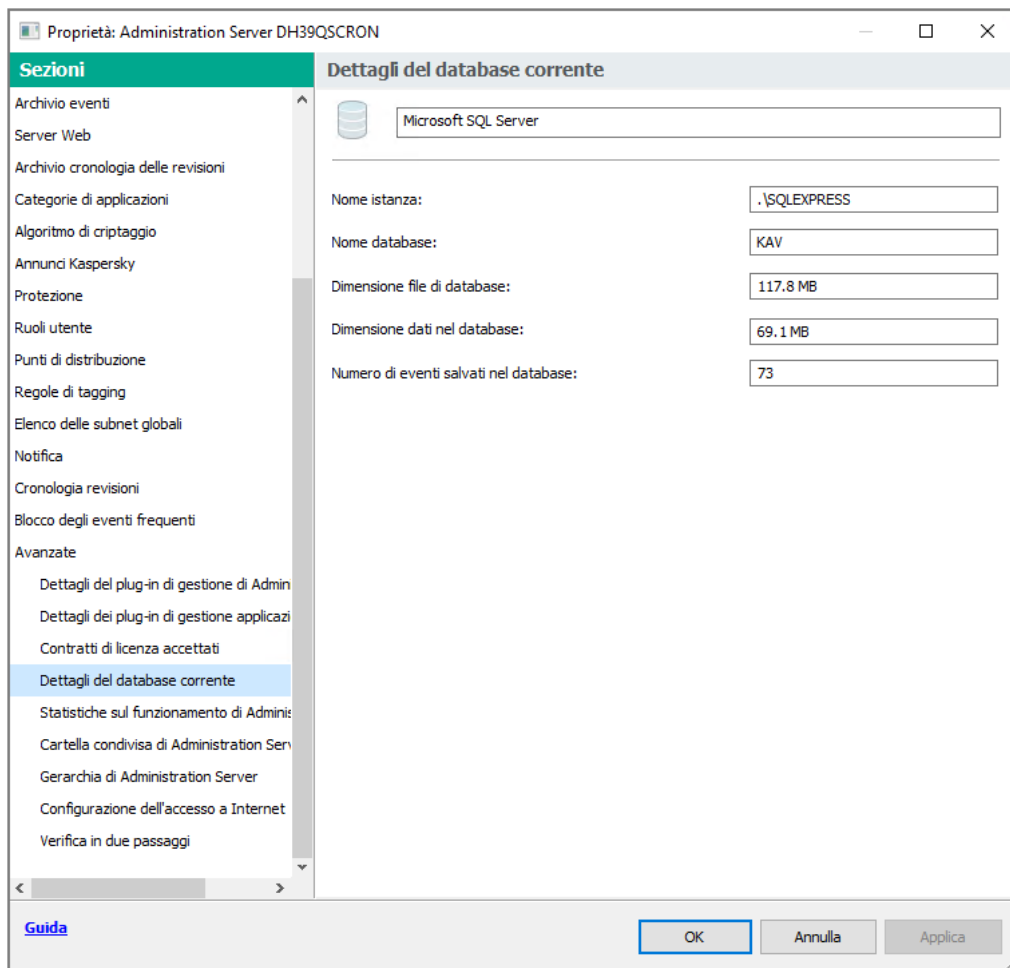 Proprietà: Administration Server DH39QSCRON
Sezioni
Archivio eventi
Server Web
Archivio cronologia delle revisioni
Categorie di applicazioni
Algoritmo di criptaggio
Annunci Kaspersky
Protezione
Ruoli utente
Punti di distribuzione
Regole di tagging
Elenco delle subnet globali
Notifica
Cronologia revisioni
Blocco degli eventi frequenti
Avanzate
Dettagli del plug-in di gestione di Admin
Dettagli dei plug-in di gestione applicazi
Contratti di licenza accettati
Dettagli del database corrente
Statistiche sul funzionamento di Adminis
Cartella condivisa di Administration Serv
Gerarchia di Administration Server
Configurazione dell'accesso a Internet
Verifica in due passaggi
Dettagli del database corrente
Microsoft SQL Server
Nome istanza: .\SQLEXPRESS
Nome database: KAV
Dimensione file di database: 117.8 MB
Dimensione dati nel database: 69.1 MB
Numero di eventi salvati nel database: 73
Guida
OK Annulla Applica